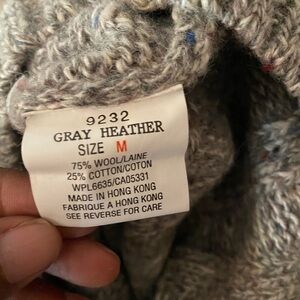 9232
GRAY HEATHER
SIZE M
75% WOOL/LAINE
25% COTTON/COTON
WPL6635/CA05331
MADE IN HONG KONG
FABRIQUE A HONG KONG
SEE REVERSE FOR CARE